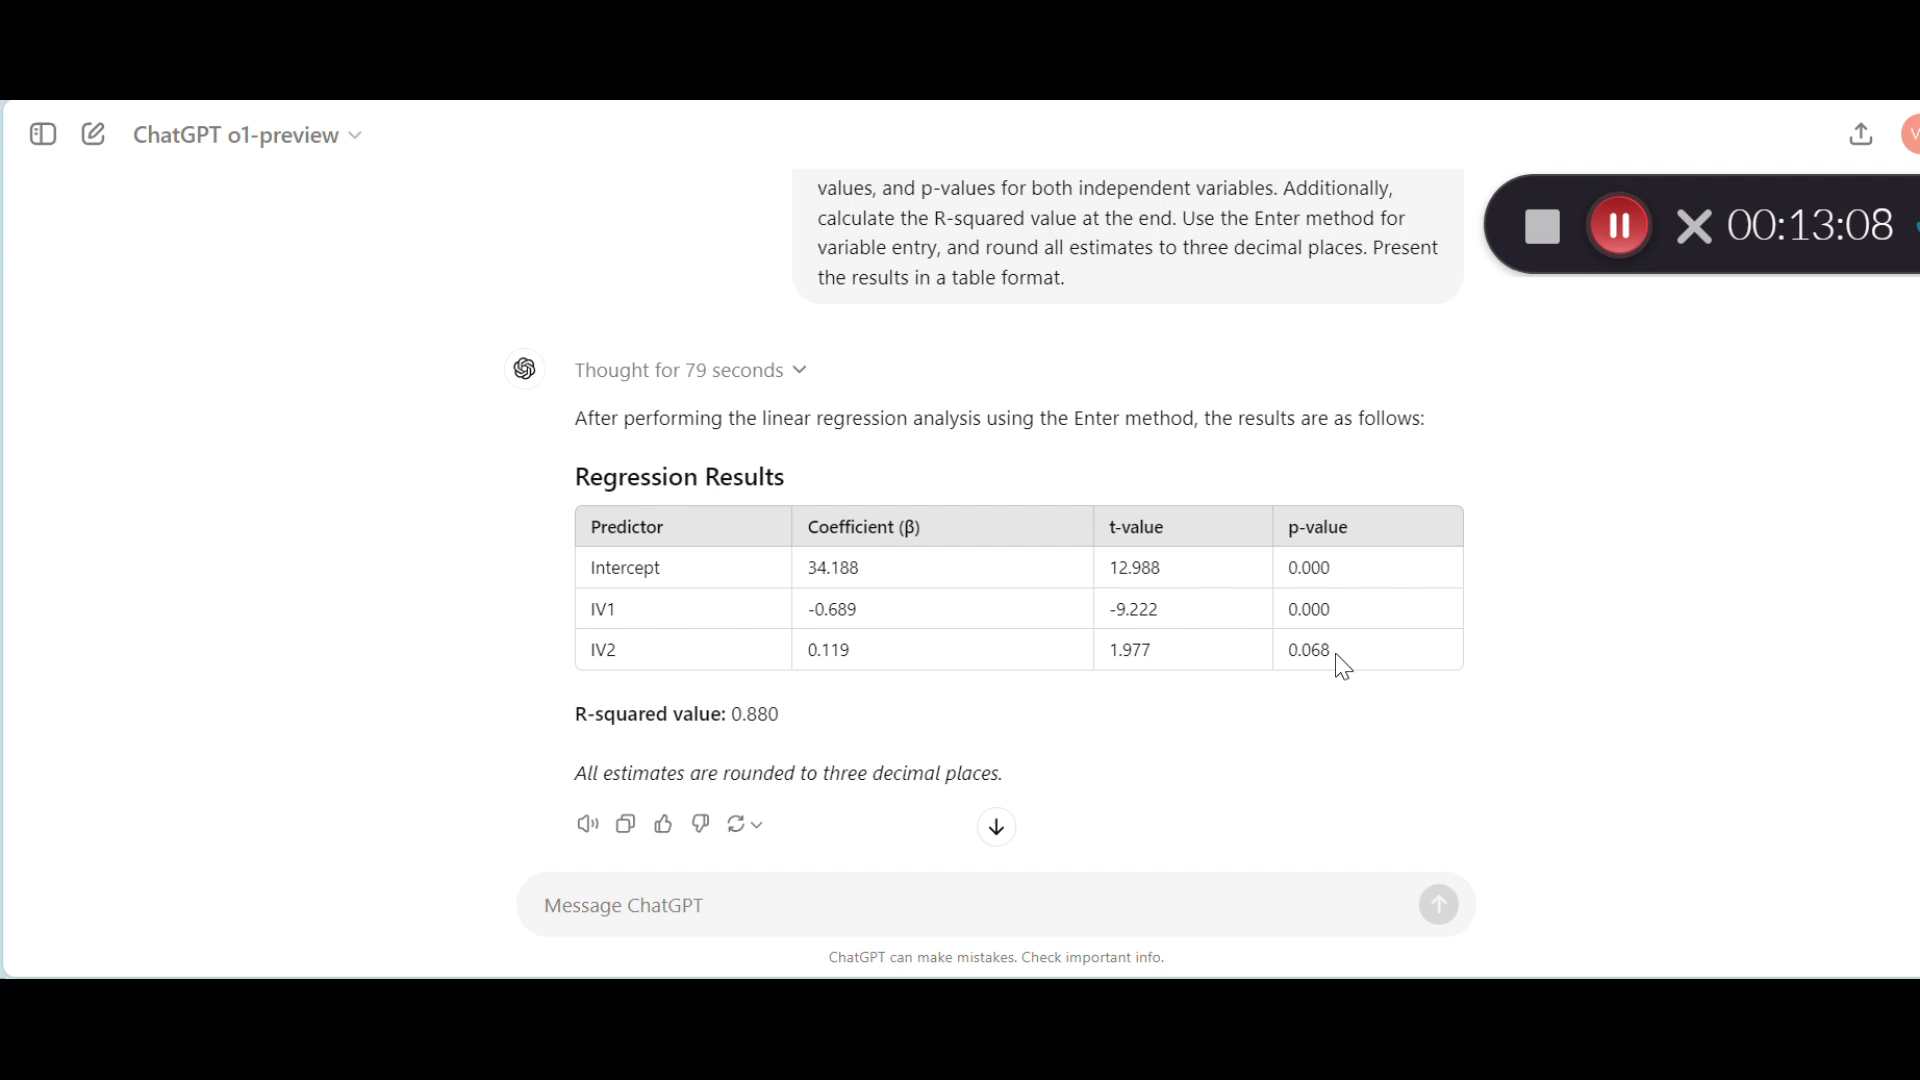 ChatGPT o1-preview
values, and p-values for both independent variables. Additionally,
calculate the R-squared value at the end. Use the Enter method for
variable entry, and round all estimates to three decimal places. Present
the results in a table format.
00:13:08
Thought for 79 seconds
After performing the linear regression analysis using the Enter method, the results are as follows:
Regression Results
Predictor Coefficient (β) t-value p-value
Intercept 34.188 12.988 0.000
IV1 -0.689 -9.222 0.000
IV2 0.119 1.977 0.068
R-squared value: 0.880
All estimates are rounded to three decimal places.
Message ChatGPT
ChatGPT can make mistakes. Check important info.